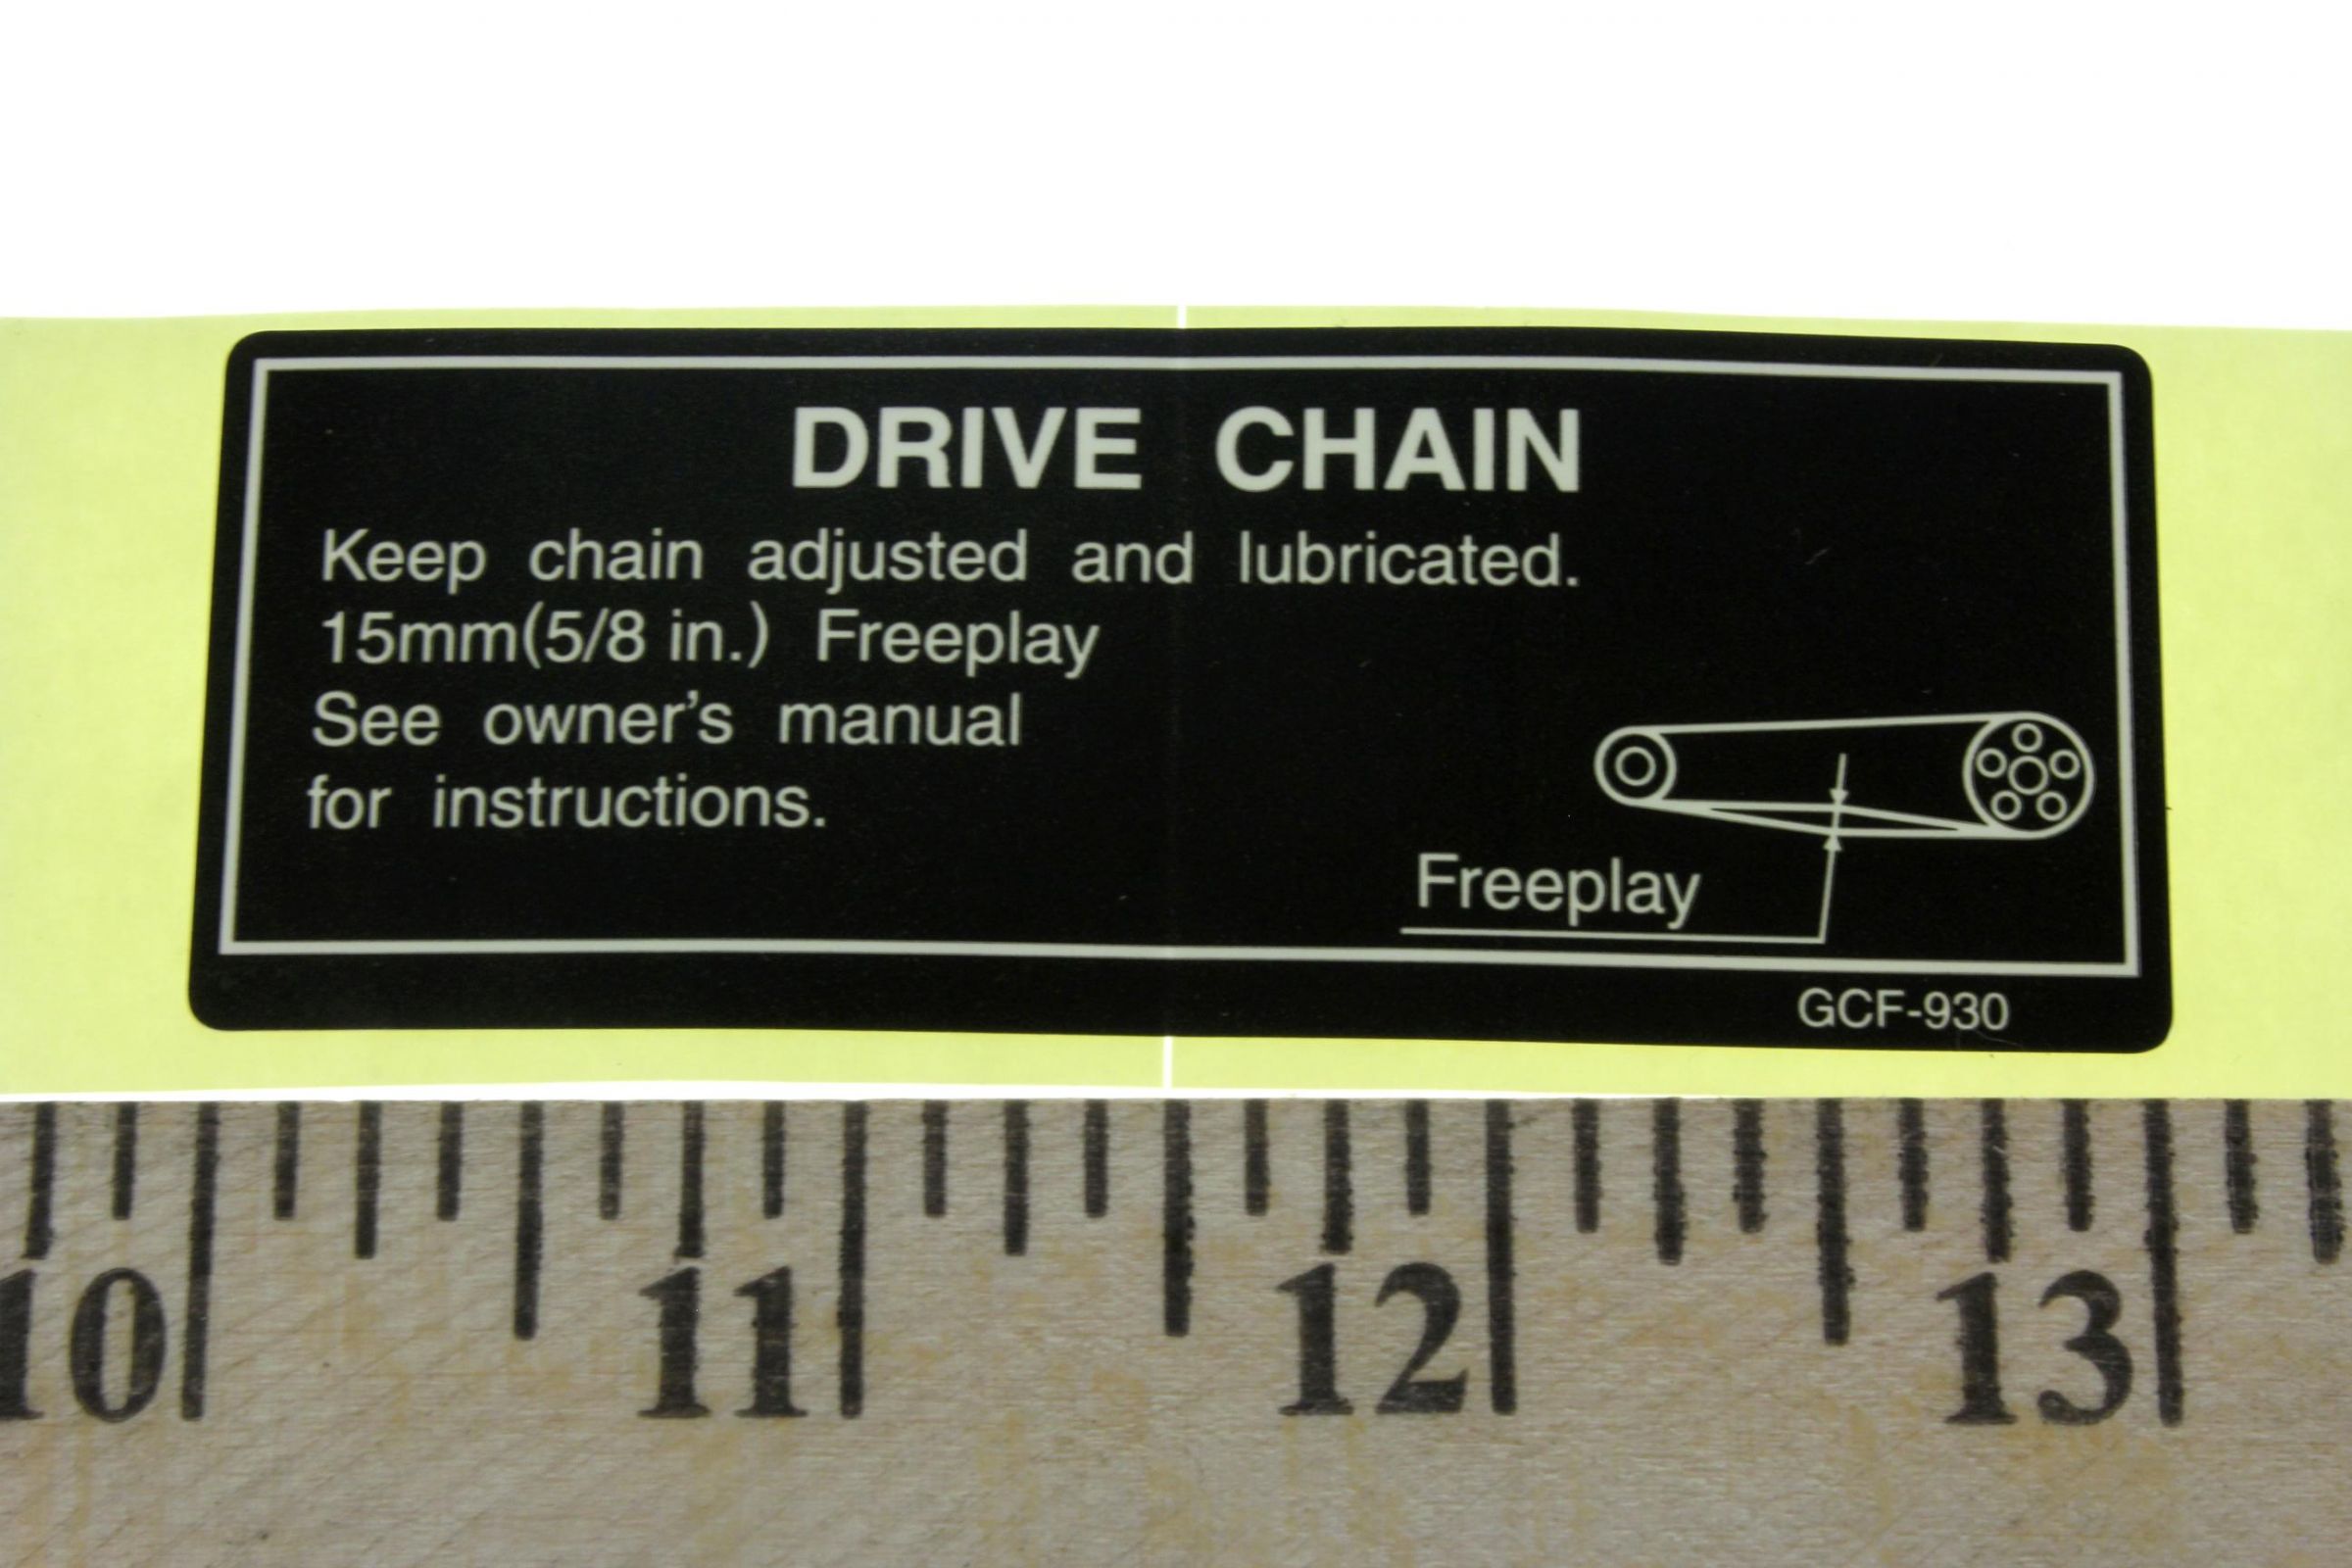 DRIVE CHAIN
Keep chain adjusted and lubricated.
15mm(5/8 in.) Freeplay
See owner's manual
for instructions.
Freeplay
GCF-930
10 11 12 13